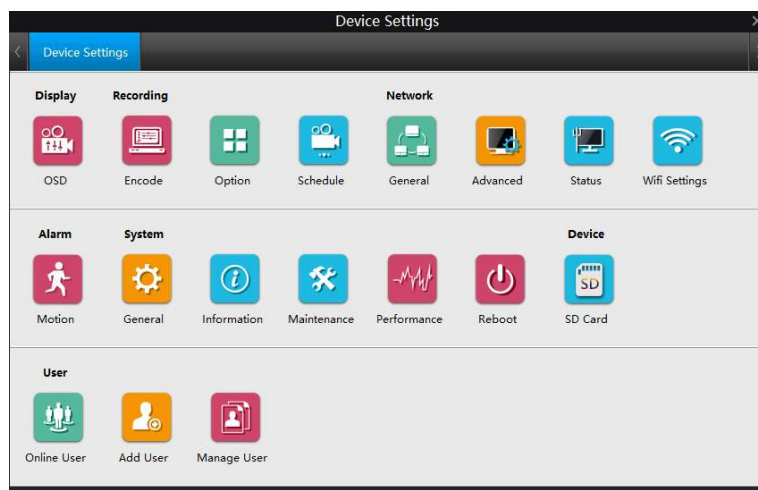 Device Settings
Device Settings
Display Recording Network
OSD Encode Option Schedule General Advanced Status Wifi Settings
Alarm System Device
SD
Motion General Information Maintenance Performance Reboot SD Card
User
Online User Add User Manage User